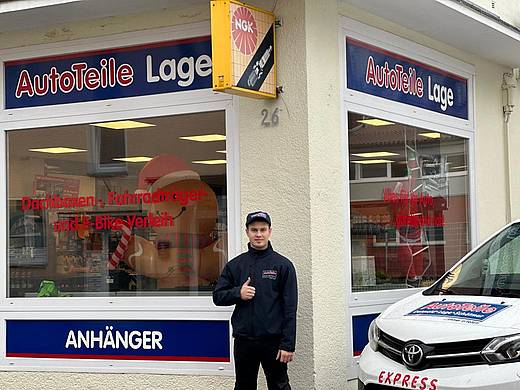 NGK
AutoTeile Lage
AutoTeile Lage
26
Dachboxen-, Fahrradträger-
und E-Bike Verleih
ANHÄNGER
AutoTeile
EXPRESS